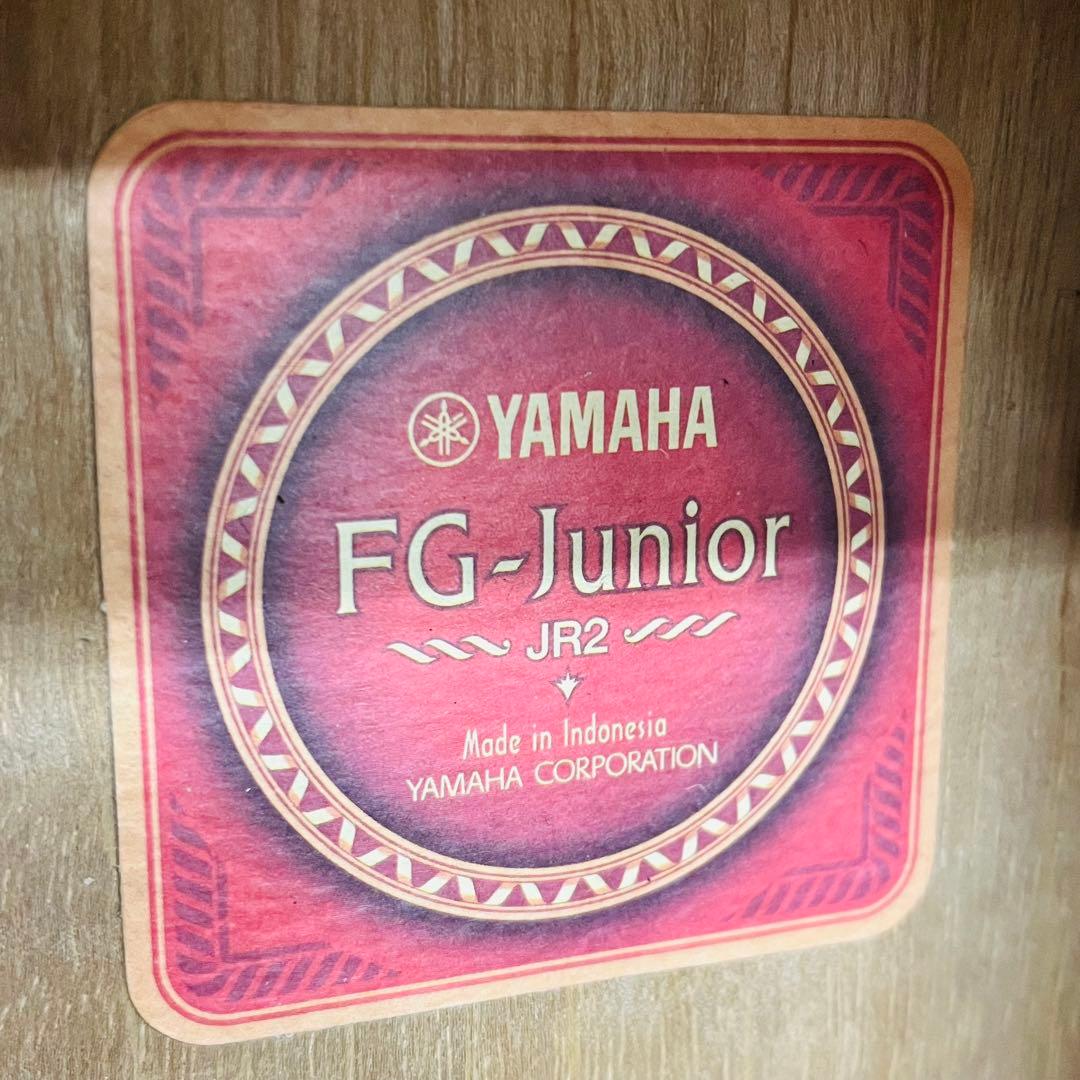 YAMAHA
FG-Junior
JR2
Made in Indonesia
YAMAHA CORPORATION